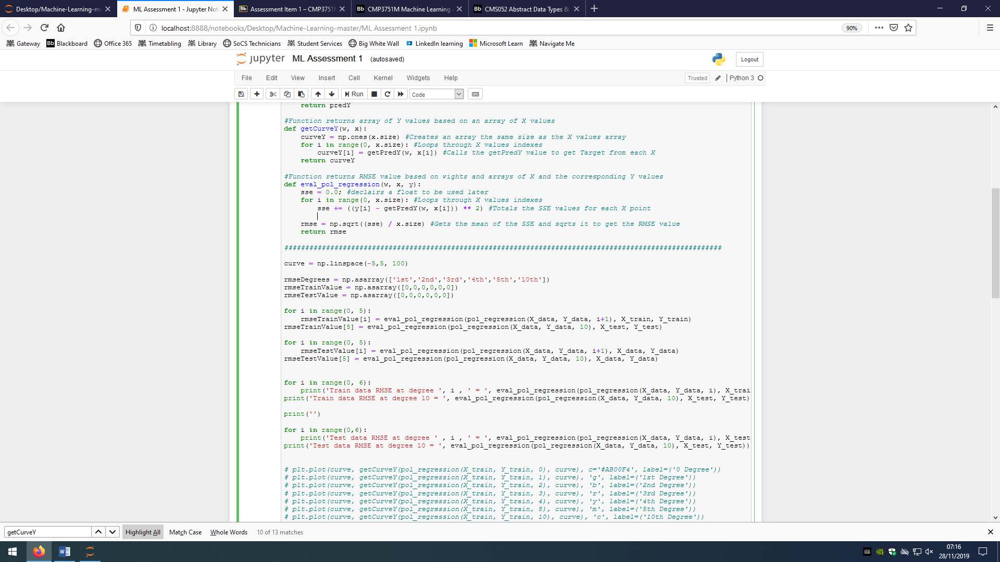 Desktop/Machine-Learning-ma
ML Assessment 1 - Jupyter Not
Assessment Item 1 – CMP3751M
CMP3751M Machine Learning
CMS052 Abstract Data Types &
localhost:8888/notebooks/Desktop/Machine-Learning-master/ML Assessment 1.ipynb
90%
Gateway Blackboard Office 365 Timetabling Library SoCS Technicians Student Services Big White Wall LinkedIn learning Microsoft Learn Navigate Me
jupyter ML Assessment 1 (autosaved)
Logout
File Edit View Insert Cell Kernel Widgets Help
Trusted Python 3
Run Code
return predY
#Function returns array of Y values based on an array of X values
def getCurveY(w, x):
curveY = np.ones(x.size) #Creates an array the same size as the X values array
for i in range(0, x.size): #Loops through X values indexes
curveY[i] = getPredY(w, x[i]) #Calls the getPredY value to get Target from each X
return curveY
#Function returns RMSE value based on wights and arrays of X and the corresponding Y values
def eval_pol_regression(w, x, y):
sse = 0.0; #declairs a float to be used later
for i in range(0, x.size): #Loops through X values indexes
sse += ((y[i] - getPredY(w, x[i])) ** 2) #Totals the SSE values for each X point
rmse = np.sqrt((sse) / x.size) #Gets the mean of the SSE and sqrts it to get the RMSE value
return rmse
#########################################################################################################
curve = np.linspace(-5,5, 100)
rmseDegrees = np.asarray(['1st','2nd','3rd','4th','5th','10th'])
rmseTrainValue = np.asarray([0,0,0,0,0,0])
rmseTestValue = np.asarray([0,0,0,0,0,0])
for i in range(0, 5):
rmseTrainValue[i] = eval_pol_regression(pol_regression(X_data, Y_data, i+1), X_train, Y_train)
rmseTrainValue[5] = eval_pol_regression(pol_regression(X_data, Y_data, 10), X_test, Y_test)
for i in range(0, 5):
rmseTestValue[i] = eval_pol_regression(pol_regression(X_data, Y_data, i+1), X_data, Y_data)
rmseTestValue[5] = eval_pol_regression(pol_regression(X_data, Y_data, 10), X_data, Y_data)
for i in range(0, 6):
print('Train data RMSE at degree ', i , ' = ', eval_pol_regression(pol_regression(X_data, Y_data, i), X_trai
print('Train data RMSE at degree 10 = ', eval_pol_regression(pol_regression(X_data, Y_data, 10), X_test, Y_test)
print('')
for i in range(0,6):
print('Test data RMSE at degree ' , i , ' = ', eval_pol_regression(pol_regression(X_data, Y_data, i), X_test
print('Test data RMSE at degree 10 = ', eval_pol_regression(pol_regression(X_data, Y_data, 10), X_test, Y_test))
# plt.plot(curve, getCurveY(pol_regression(X_train, Y_train, 0), curve), c='#AB00F4', label=('0 Degree'))
# plt.plot(curve, getCurveY(pol_regression(X_train, Y_train, 1), curve), 'g', label=('1st Degree'))
# plt.plot(curve, getCurveY(pol_regression(X_train, Y_train, 2), curve), 'b', label=('2nd Degree'))
# plt.plot(curve, getCurveY(pol_regression(X_train, Y_train, 3), curve), 'r', label=('3rd Degree'))
# plt.plot(curve, getCurveY(pol_regression(X_train, Y_train, 4), curve), 'y', label=('4th Degree'))
# plt.plot(curve, getCurveY(pol_regression(X_train, Y_train, 5), curve), 'm', label=('5th Degree'))
# plt.plot(curve, getCurveY(pol_regression(X_train, Y_train, 10), curve), 'c', label=('10th Degree'))
getCurveY Highlight All Match Case Whole Words 10 of 13 matches
07:16
28/11/2019